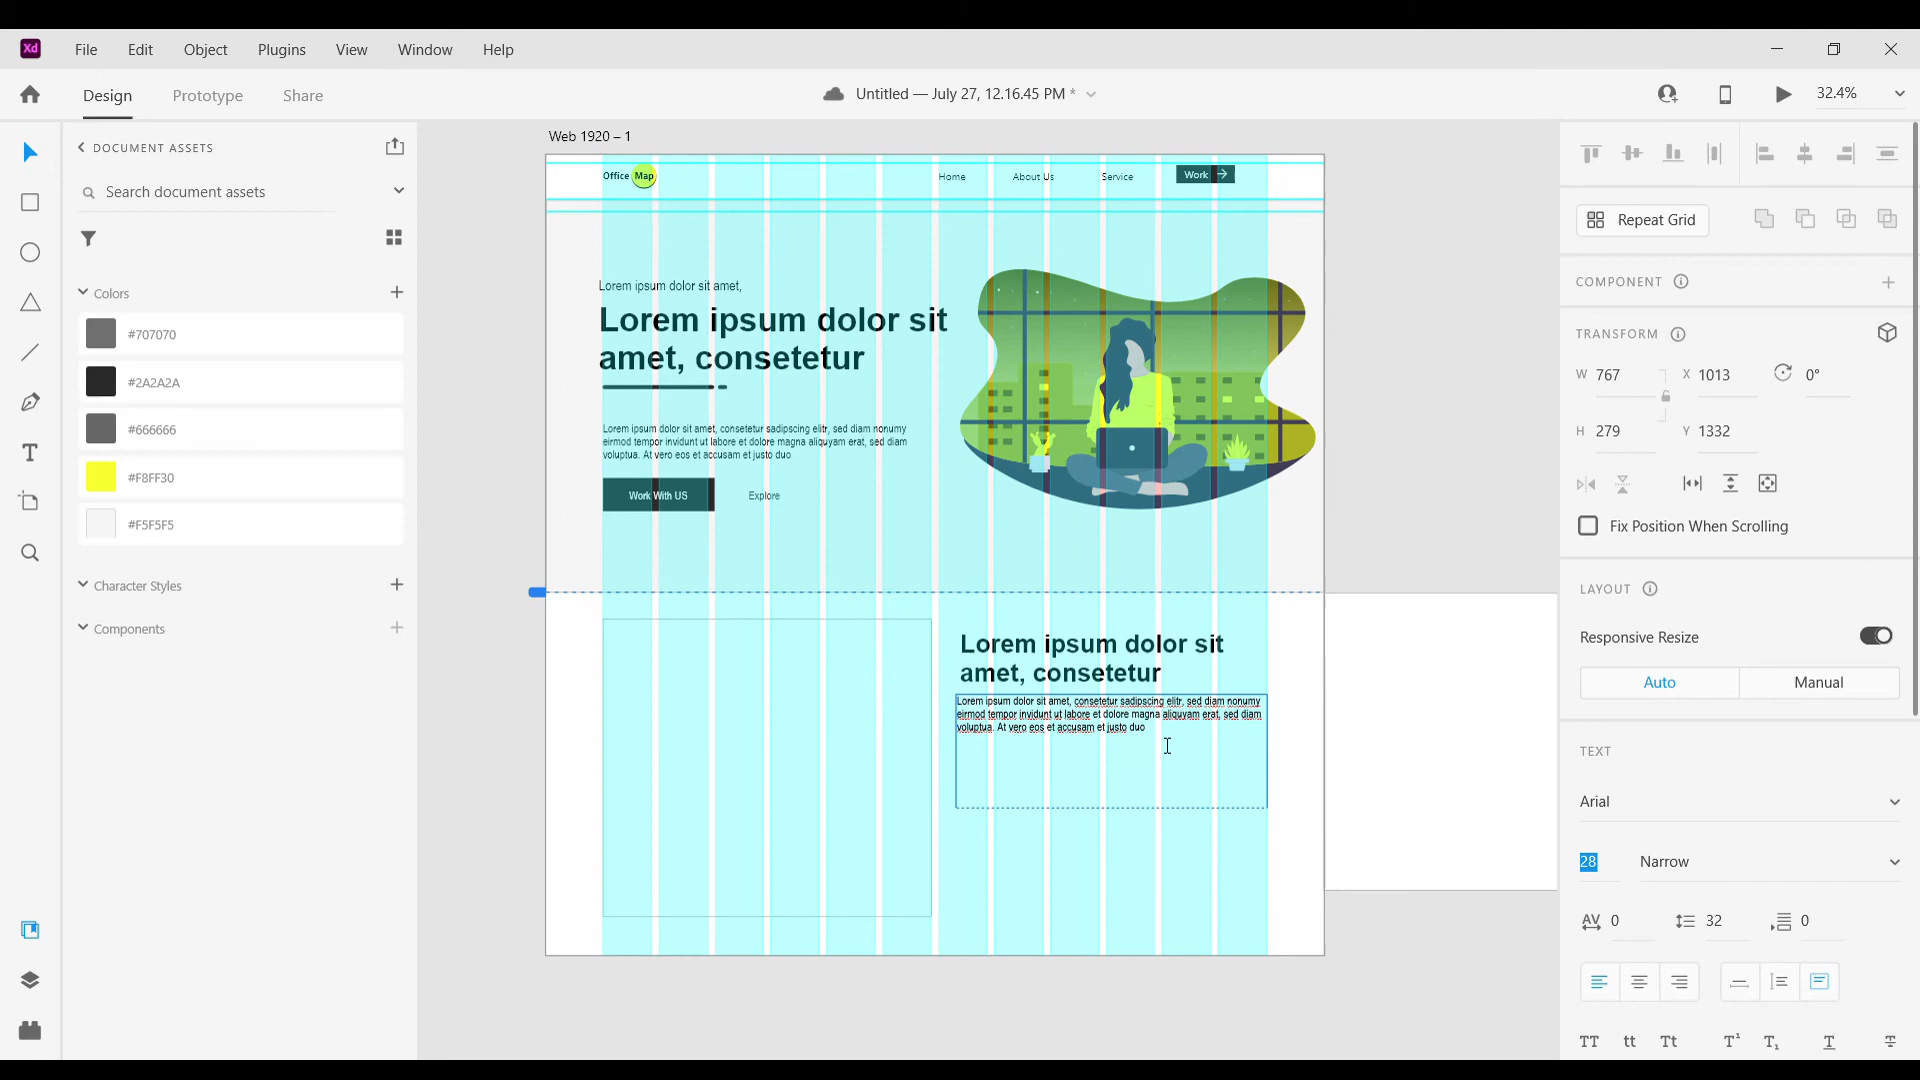 Xd File Edit Object Plugins View Window Help
Design Prototype Share
Untitled — July 27, 12.16.45 PM *
32.4%
DOCUMENT ASSETS
Search document assets
Colors
#707070
#2A2A2A
#666666
#F8FF30
#F5F5F5
Character Styles
Components
Web 1920 – 1
Office Map
Home About Us Service Work
Lorem ipsum dolor sit amet,
Lorem ipsum dolor sit
amet, consetetur
Lorem ipsum dolor sit amet, consetetur sadipscing elitr, sed diam nonumy
eirmod tempor invidunt ut labore et dolore magna aliquyam erat, sed diam
voluptua. At vero eos et accusam et justo duo
Work With US Explore
Lorem ipsum dolor sit
amet, consetetur
Lorem ipsum dolor sit amet, consetetur sadipscing elitr, sed diam nonumy
eirmod tempor invidunt ut labore et dolore magna aliquyam erat, sed diam
voluptua. At vero eos et accusam et justo duo
Repeat Grid
COMPONENT
TRANSFORM
W 767 X 1013 0°
H 279 Y 1332
Fix Position When Scrolling
LAYOUT
Responsive Resize
Auto Manual
TEXT
Arial
28 Narrow
AV 0 32 0
TT tt Tt T¹ T₁ T T